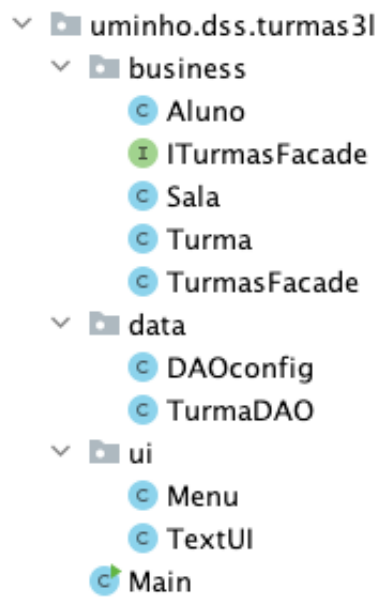 uminho.dss.turmas3l
business
C Aluno
I ITurmasFacade
C Sala
C Turma
C TurmasFacade
data
C DAOconfig
C TurmaDAO
ui
C Menu
C TextUI
C Main